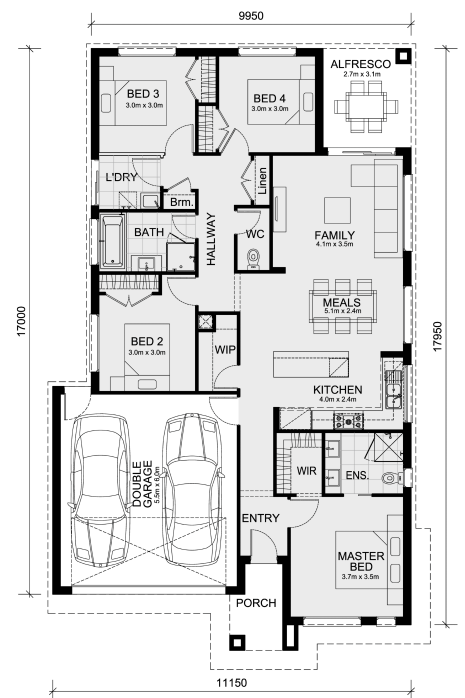 9950
ALFRESCO
2.7m x 3.1m
BED 3
3.0m x 3.0m
BED 4
3.0m x 3.0m
L'DRY
Brm.
Linen
BATH
HALLWAY
WC
FAMILY
4.1m x 3.5m
17000
17950
MEALS
5.1m x 2.4m
BED 2
3.0m x 3.0m
WIP
KITCHEN
4.0m x 2.4m
DOUBLE
GARAGE
5.5m x 6.0m
WIR
ENS.
ENTRY
MASTER
BED
3.7m x 3.5m
PORCH
11150